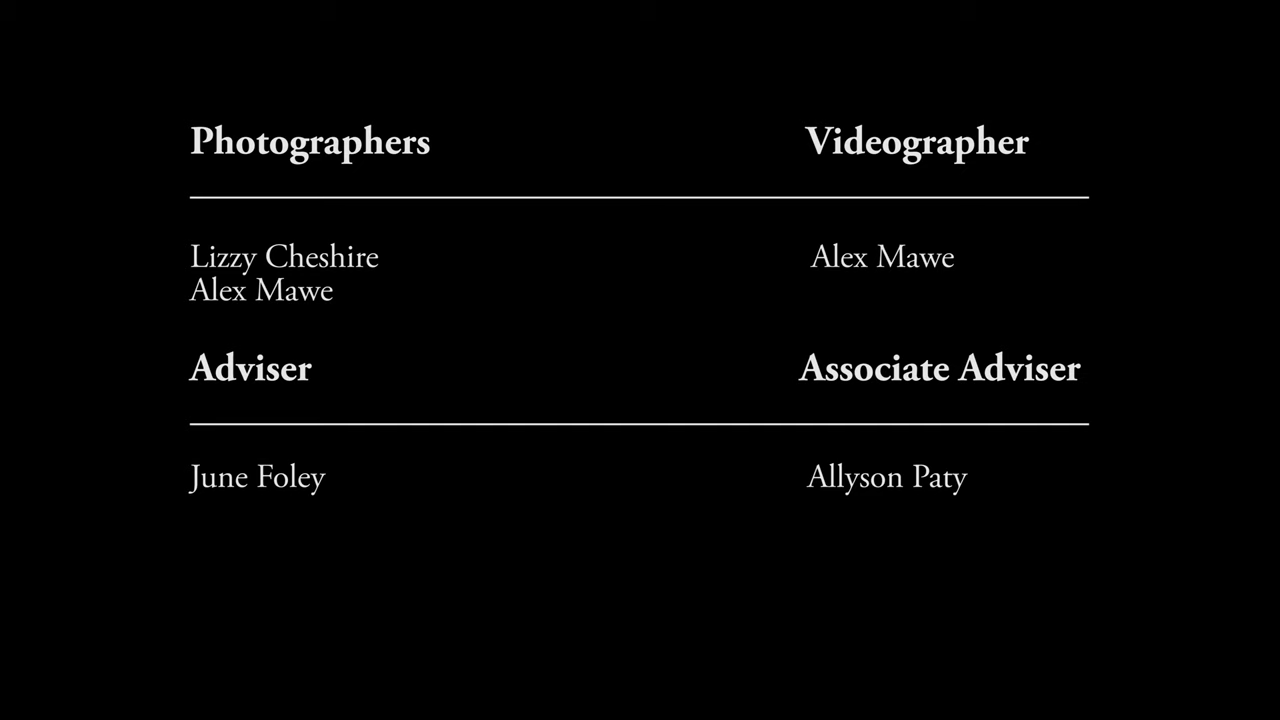 Photographers
Videographer
Lizzy Cheshire
Alex Mawe
Alex Mawe
Adviser
Associate Adviser
June Foley
Allyson Paty